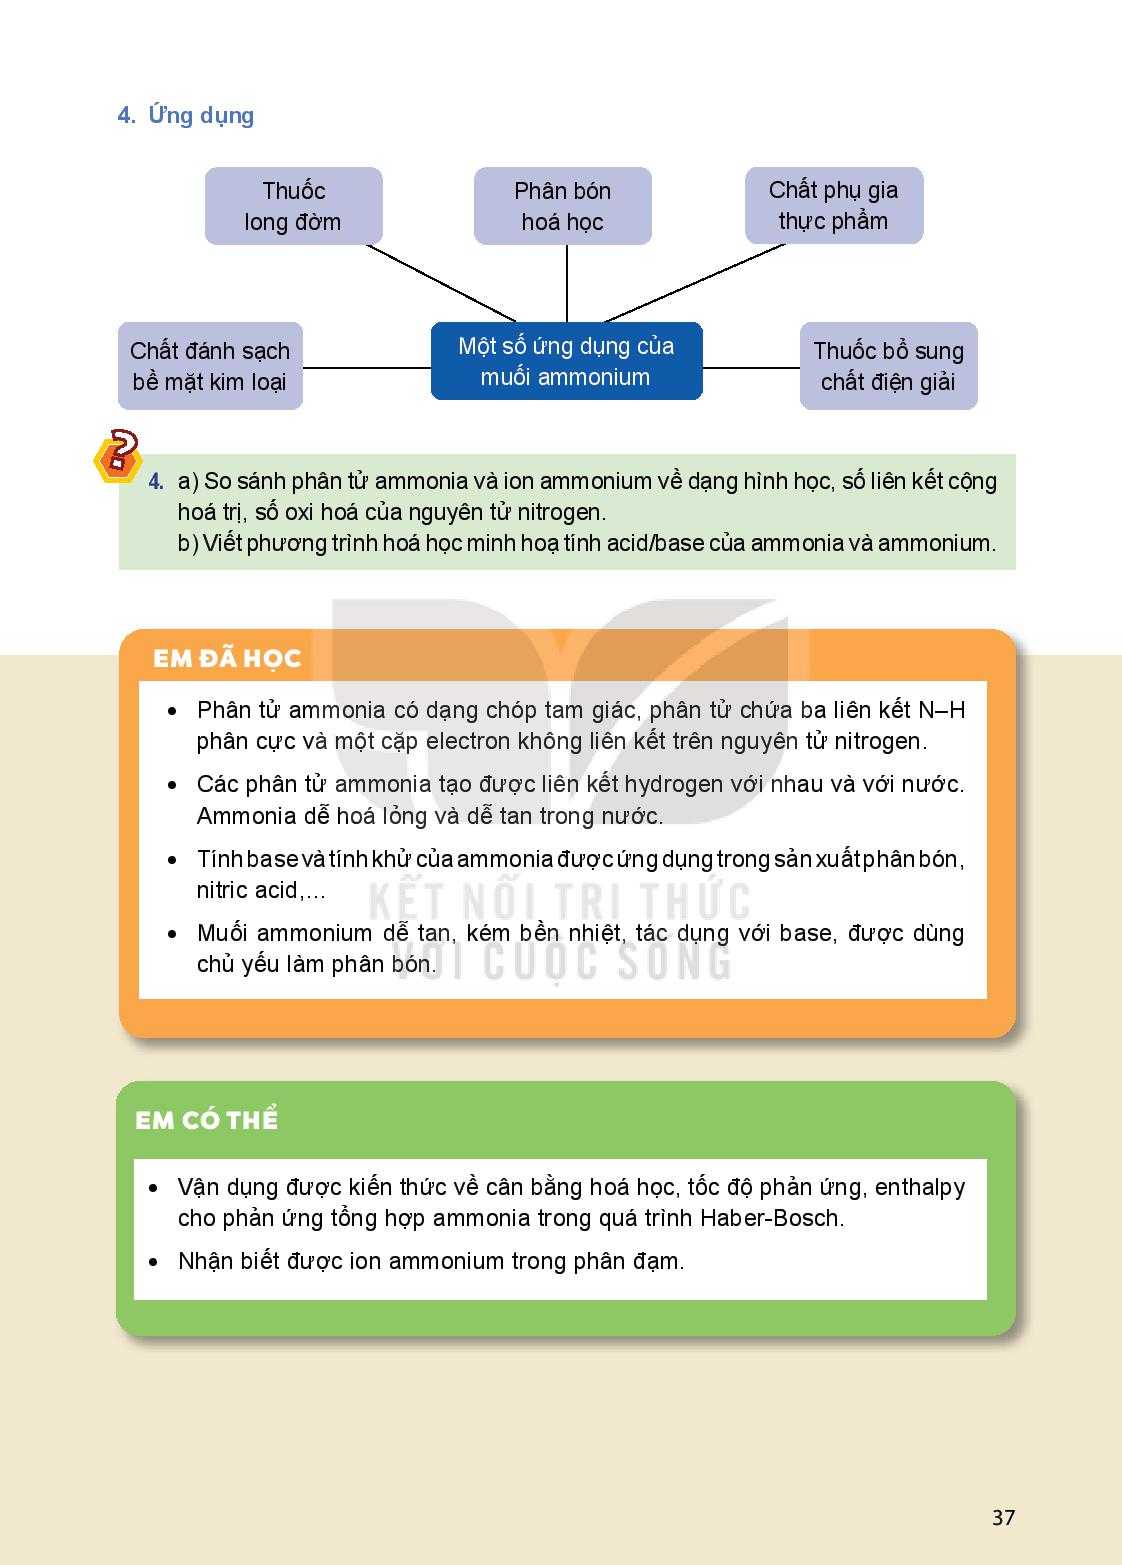 4. Ứng dụng
Thuốc
long đờm
Phân bón
hoá học
Chất phụ gia
thực phẩm
Chất đánh sạch
bề mặt kim loại
Một số ứng dụng của
muối ammonium
Thuốc bổ sung
chất điện giải
?
4. a) So sánh phân tử ammonia và ion ammonium về dạng hình học, số liên kết cộng
hoá trị, số oxi hoá của nguyên tử nitrogen.
b) Viết phương trình hoá học minh hoạ tính acid/base của ammonia và ammonium.
EM ĐÃ HỌC
• Phân tử ammonia có dạng chóp tam giác, phân tử chứa ba liên kết N–H
phân cực và một cặp electron không liên kết trên nguyên tử nitrogen.
• Các phân tử ammonia tạo được liên kết hydrogen với nhau và với nước.
Ammonia dễ hoá lỏng và dễ tan trong nước.
• Tính base và tính khử của ammonia được ứng dụng trong sản xuất phân bón,
nitric acid,...
• Muối ammonium dễ tan, kém bền nhiệt, tác dụng với base, được dùng
chủ yếu làm phân bón.
KẾT NỐI TRI THỨC
VỚI CUỘC SỐNG
EM CÓ THỂ
• Vận dụng được kiến thức về cân bằng hoá học, tốc độ phản ứng, enthalpy
cho phản ứng tổng hợp ammonia trong quá trình Haber-Bosch.
• Nhận biết được ion ammonium trong phân đạm.
37